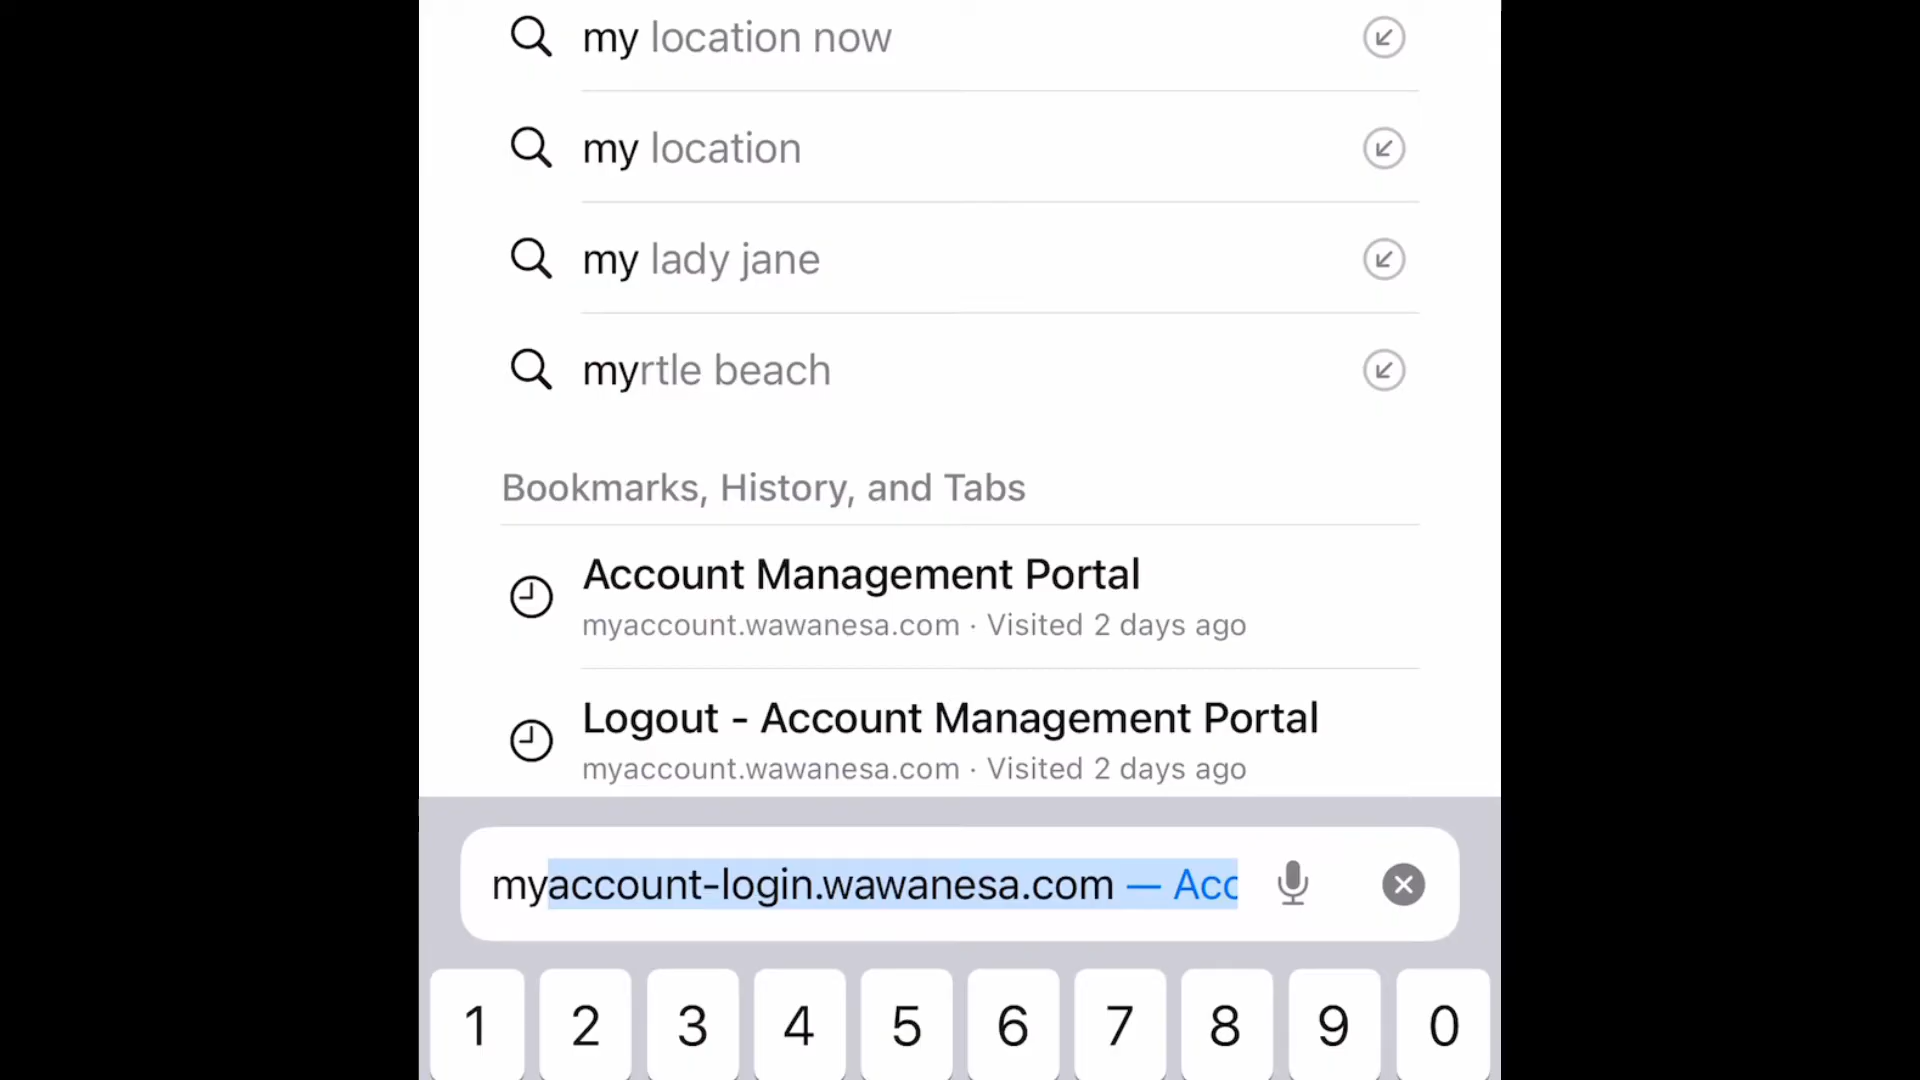 my location now
my location
my lady jane
myrtle beach
Bookmarks, History, and Tabs
Account Management Portal
myaccount.wawanesa.com · Visited 2 days ago
Logout - Account Management Portal
myaccount.wawanesa.com · Visited 2 days ago
myaccount-login.wawanesa.com — Acc
1 2 3 4 5 6 7 8 9 0